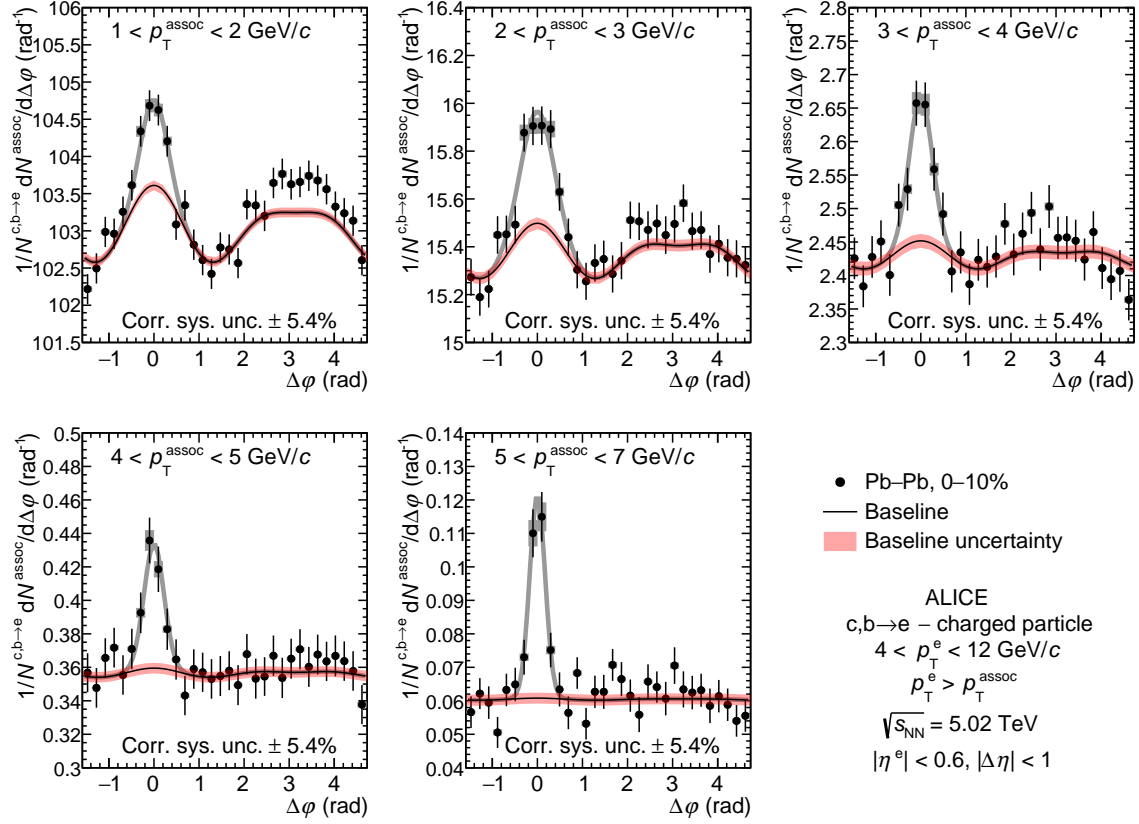 1 < p_T^assoc < 2 GeV/c
1/N^c,b→e dN^assoc/dΔφ (rad^-1)
106
105.5
105
104.5
104
103.5
103
102.5
102
101.5
Corr. sys. unc. ± 5.4%
−1 0 1 2 3 4
Δφ (rad)
2 < p_T^assoc < 3 GeV/c
1/N^c,b→e dN^assoc/dΔφ (rad^-1)
16.4
16.2
16
15.8
15.6
15.4
15.2
15
Corr. sys. unc. ± 5.4%
−1 0 1 2 3 4
Δφ (rad)
3 < p_T^assoc < 4 GeV/c
1/N^c,b→e dN^assoc/dΔφ (rad^-1)
2.8
2.75
2.7
2.65
2.6
2.55
2.5
2.45
2.4
2.35
2.3
Corr. sys. unc. ± 5.4%
−1 0 1 2 3 4
Δφ (rad)
4 < p_T^assoc < 5 GeV/c
1/N^c,b→e dN^assoc/dΔφ (rad^-1)
0.5
0.48
0.46
0.44
0.42
0.4
0.38
0.36
0.34
0.32
0.3
Corr. sys. unc. ± 5.4%
−1 0 1 2 3 4
Δφ (rad)
5 < p_T^assoc < 7 GeV/c
1/N^c,b→e dN^assoc/dΔφ (rad^-1)
0.14
0.13
0.12
0.11
0.1
0.09
0.08
0.07
0.06
0.05
0.04
Corr. sys. unc. ± 5.4%
−1 0 1 2 3 4
Δφ (rad)
Pb–Pb, 0–10%
Baseline
Baseline uncertainty
ALICE
c,b→e − charged particle
4 < p_T^e < 12 GeV/c
p_T^e > p_T^assoc
√s_NN = 5.02 TeV
|η^e| < 0.6, |Δη| < 1